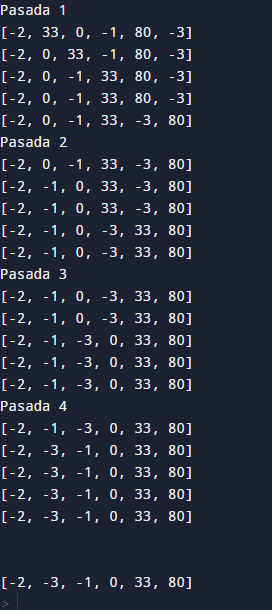 Pasada 1
[-2, 33, 0, -1, 80, -3]
[-2, 0, 33, -1, 80, -3]
[-2, 0, -1, 33, 80, -3]
[-2, 0, -1, 33, 80, -3]
[-2, 0, -1, 33, -3, 80]
Pasada 2
[-2, 0, -1, 33, -3, 80]
[-2, -1, 0, 33, -3, 80]
[-2, -1, 0, 33, -3, 80]
[-2, -1, 0, -3, 33, 80]
[-2, -1, 0, -3, 33, 80]
Pasada 3
[-2, -1, 0, -3, 33, 80]
[-2, -1, 0, -3, 33, 80]
[-2, -1, -3, 0, 33, 80]
[-2, -1, -3, 0, 33, 80]
[-2, -1, -3, 0, 33, 80]
Pasada 4
[-2, -1, -3, 0, 33, 80]
[-2, -3, -1, 0, 33, 80]
[-2, -3, -1, 0, 33, 80]
[-2, -3, -1, 0, 33, 80]
[-2, -3, -1, 0, 33, 80]
[-2, -3, -1, 0, 33, 80]
>